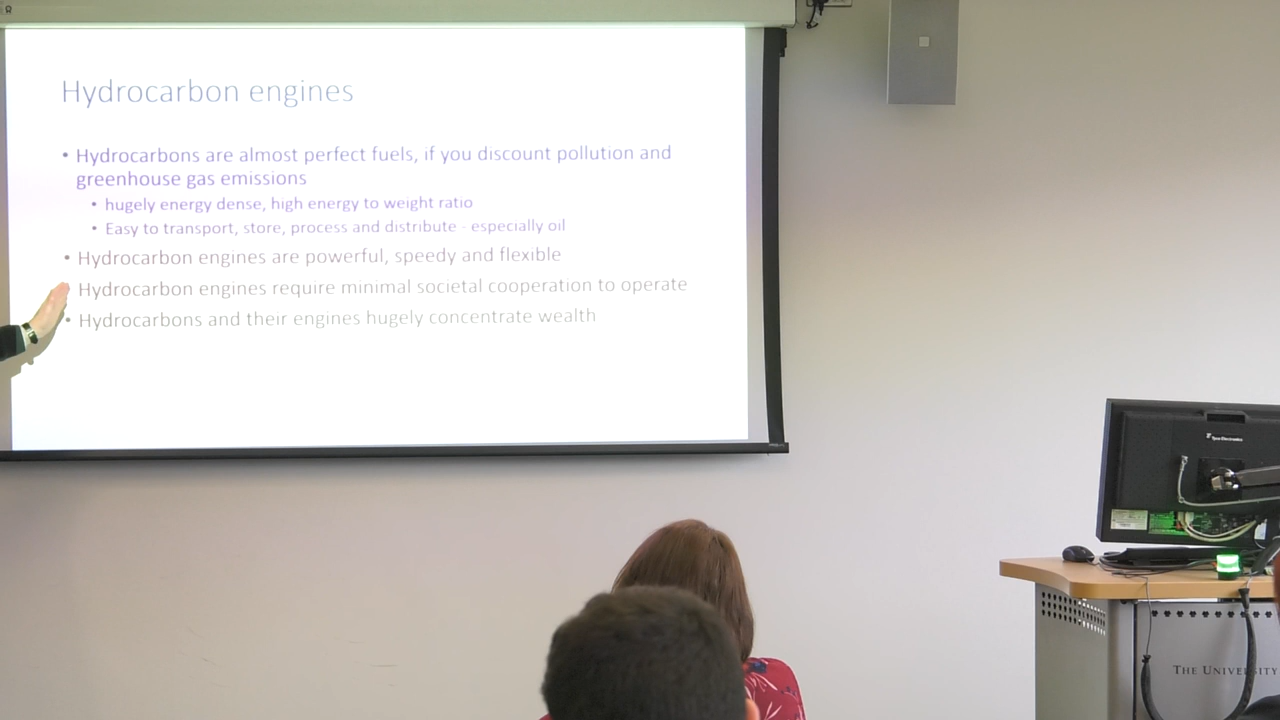 Hydrocarbon engines
• Hydrocarbons are almost perfect fuels, if you discount pollution and
greenhouse gas emissions
• hugely energy dense, high energy to weight ratio
• Easy to transport, store, process and distribute - especially oil
• Hydrocarbon engines are powerful, speedy and flexible
Hydrocarbon engines require minimal societal cooperation to operate
• Hydrocarbons and their engines hugely concentrate wealth
Tyco Electronics
THE UNIVERSITY